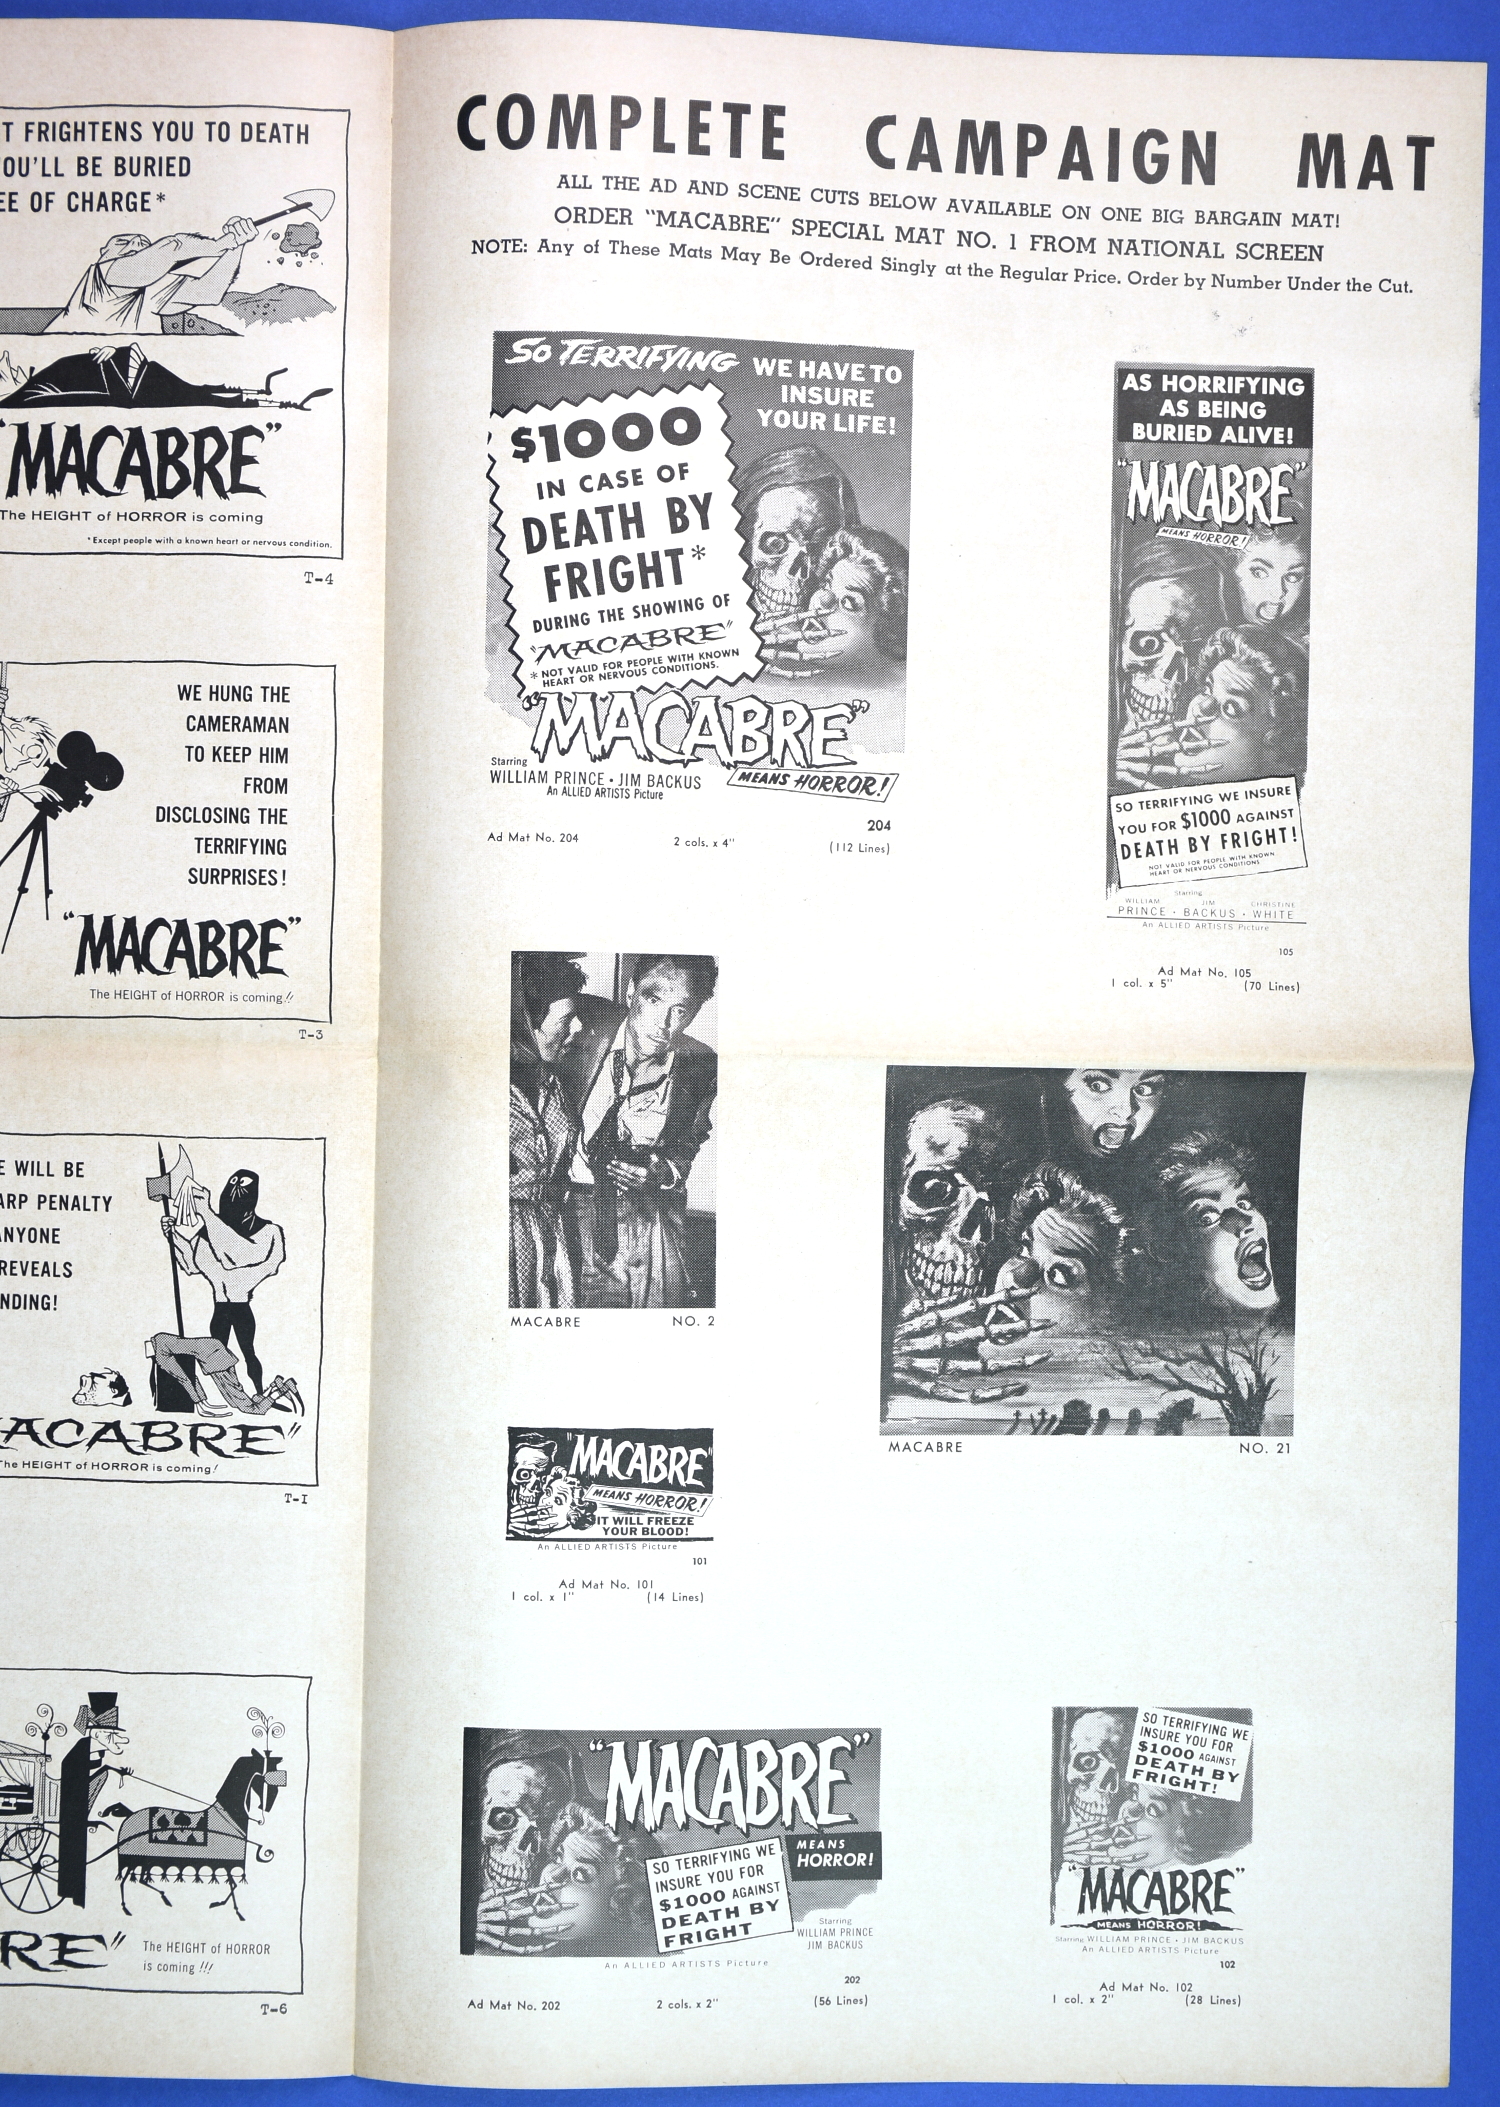 T FRIGHTENS YOU TO DEATH
OU'LL BE BURIED
EE OF CHARGE*
"MACABRE"
The HEIGHT of HORROR is coming
*Except people with a known heart or nervous condition.
T-4
WE HUNG THE
CAMERAMAN
TO KEEP HIM
FROM
DISCLOSING THE
TERRIFYING
SURPRISES!
"MACABRE"
The HEIGHT of HORROR is coming!!
T-3
E WILL BE
ARP PENALTY
ANYONE
REVEALS
NDING!
ACABRE"
The HEIGHT of HORROR is coming!
T-1
RE"
The HEIGHT of HORROR
is coming!!!
T-6
COMPLETE CAMPAIGN MAT
ALL THE AD AND SCENE CUTS BELOW AVAILABLE ON ONE BIG BARGAIN MAT!
ORDER "MACABRE" SPECIAL MAT NO. 1 FROM NATIONAL SCREEN
NOTE: Any of These Mats May Be Ordered Singly at the Regular Price. Order by Number Under the Cut.
SO TERRIFYING
WE HAVE TO
INSURE
YOUR LIFE!
$1000
IN CASE OF
DEATH BY
FRIGHT*
DURING THE SHOWING OF
"MACABRE"
* NOT VALID FOR PEOPLE WITH KNOWN
HEART OR NERVOUS CONDITIONS.
"MACABRE"
MEANS HORROR!
Starring
WILLIAM PRINCE • JIM BACKUS
An ALLIED ARTISTS Picture
204
Ad Mat No. 204 2 cols. x 4" (112 Lines)
AS HORRIFYING
AS BEING
BURIED ALIVE!
"MACABRE"
MEANS HORROR!
SO TERRIFYING WE INSURE
YOU FOR $1000 AGAINST
DEATH BY FRIGHT!
NOT VALID FOR PEOPLE WITH KNOWN
HEART OR NERVOUS CONDITIONS
Starring
WILLIAM JIM CHRISTINE
PRINCE • BACKUS • WHITE
An ALLIED ARTISTS Picture
105
Ad Mat No. 105
1 col. x 5" (70 Lines)
MACABRE NO. 2
MACABRE NO. 21
"MACABRE"
MEANS HORROR!
IT WILL FREEZE
YOUR BLOOD!
An ALLIED ARTISTS Picture
101
Ad Mat No. 101
1 col. x 1" (14 Lines)
"MACABRE"
MEANS
HORROR!
SO TERRIFYING WE
INSURE YOU FOR
$1000 AGAINST
DEATH BY
FRIGHT
Starring
WILLIAM PRINCE
JIM BACKUS
An ALLIED ARTISTS Picture
202
Ad Mat No. 202 2 cols. x 2" (56 Lines)
SO TERRIFYING WE
INSURE YOU FOR
$1000 AGAINST
DEATH BY
FRIGHT!
"MACABRE"
MEANS HORROR!
Starring WILLIAM PRINCE • JIM BACKUS
An ALLIED ARTISTS Picture
102
Ad Mat No. 102
1 col. x 2" (28 Lines)